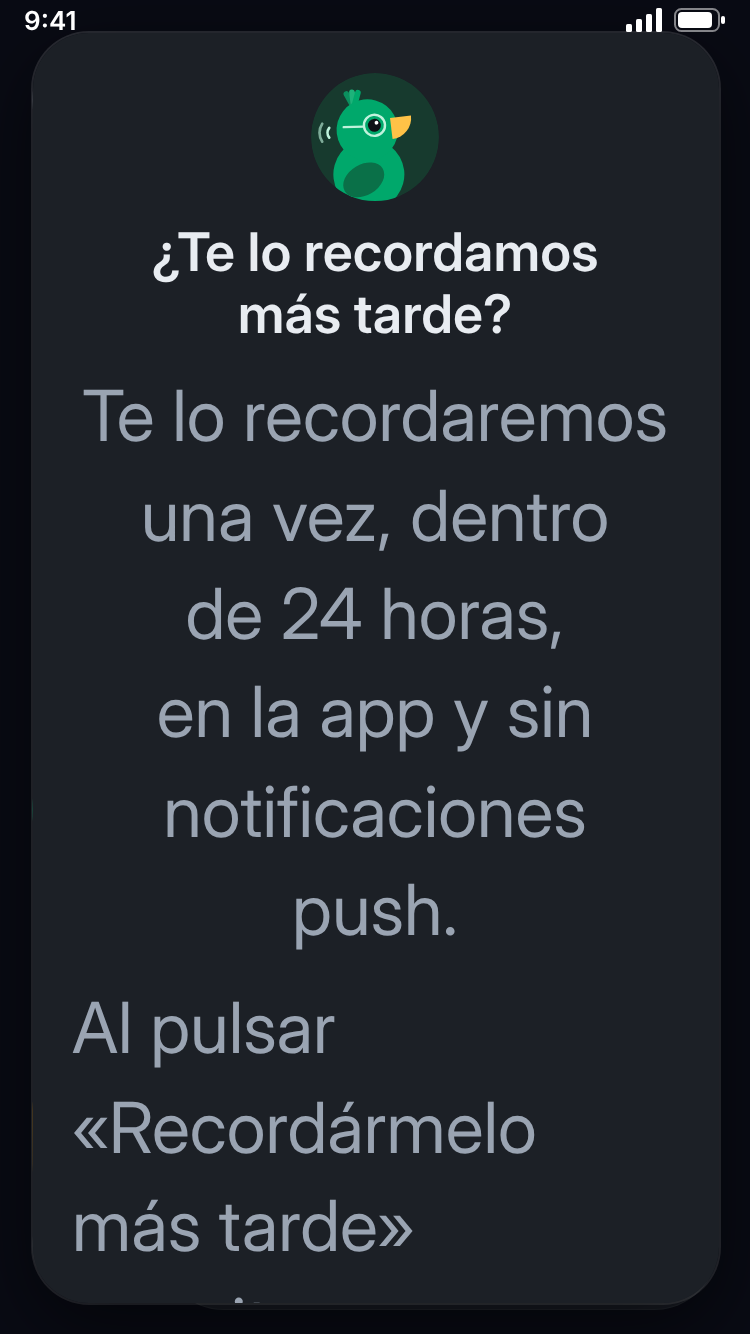 9:41
¿Te lo recordamos
más tarde?
Te lo recordaremos
una vez, dentro
de 24 horas,
en la app y sin
notificaciones
push.
Al pulsar
«Recordármelo
más tarde»